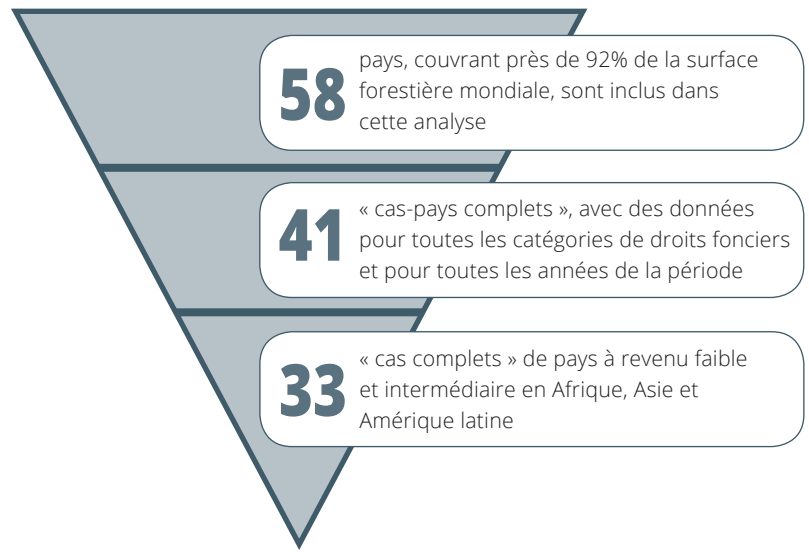 58
pays, couvrant près de 92% de la surface
forestière mondiale, sont inclus dans
cette analyse
41
« cas-pays complets », avec des données
pour toutes les catégories de droits fonciers
et pour toutes les années de la période
33
« cas complets » de pays à revenu faible
et intermédiaire en Afrique, Asie et
Amérique latine